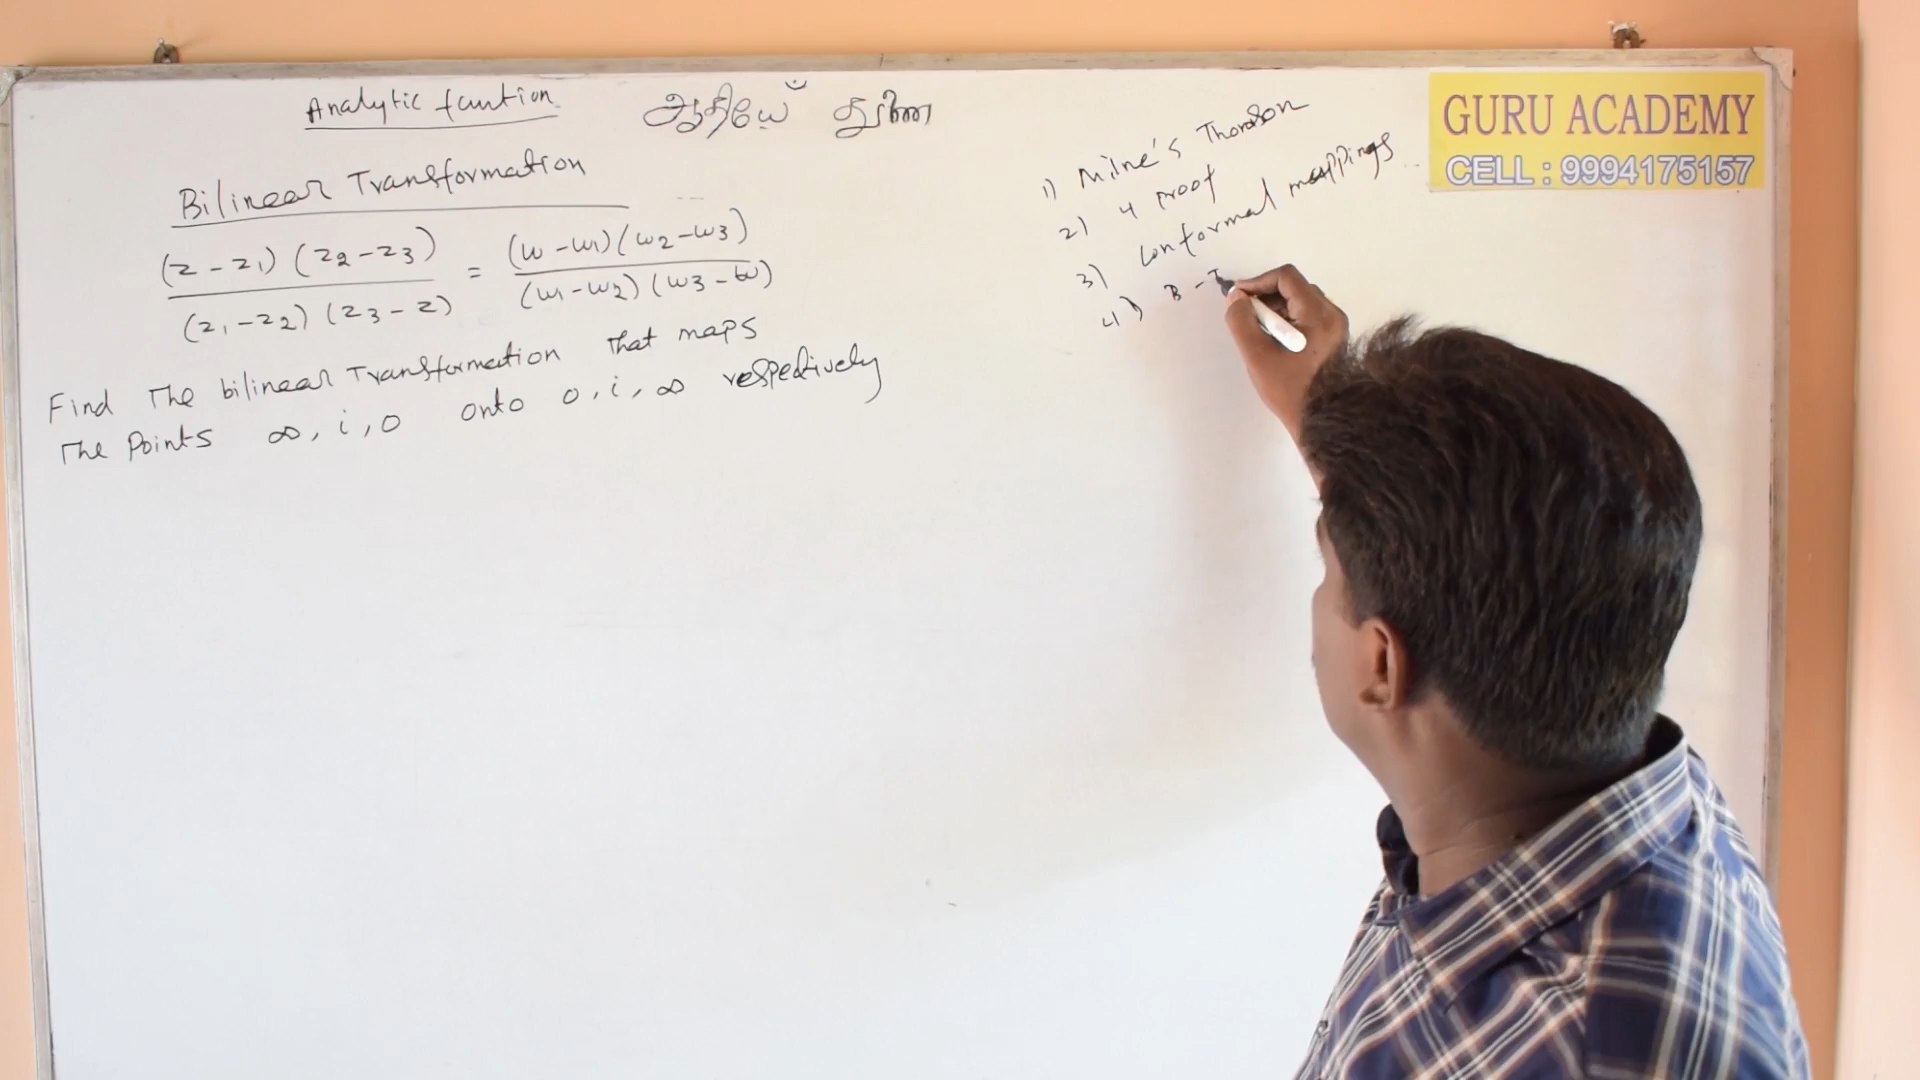 Analytic function
ஆதியே துணை
Bilinear Transformation
(z - z1) (z2 - z3) / (z1 - z2) (z3 - z) = (w - w1) (w2 - w3) / (w1 - w2) (w3 - w)
Find The bilinear Transformation That maps
The Points ∞, i, 0 onto 0, i, ∞ respectively
1) Milne's Thomson
2) 4 proof
3) Conformal mappings
4) B - T
GURU ACADEMY
CELL : 9994175157